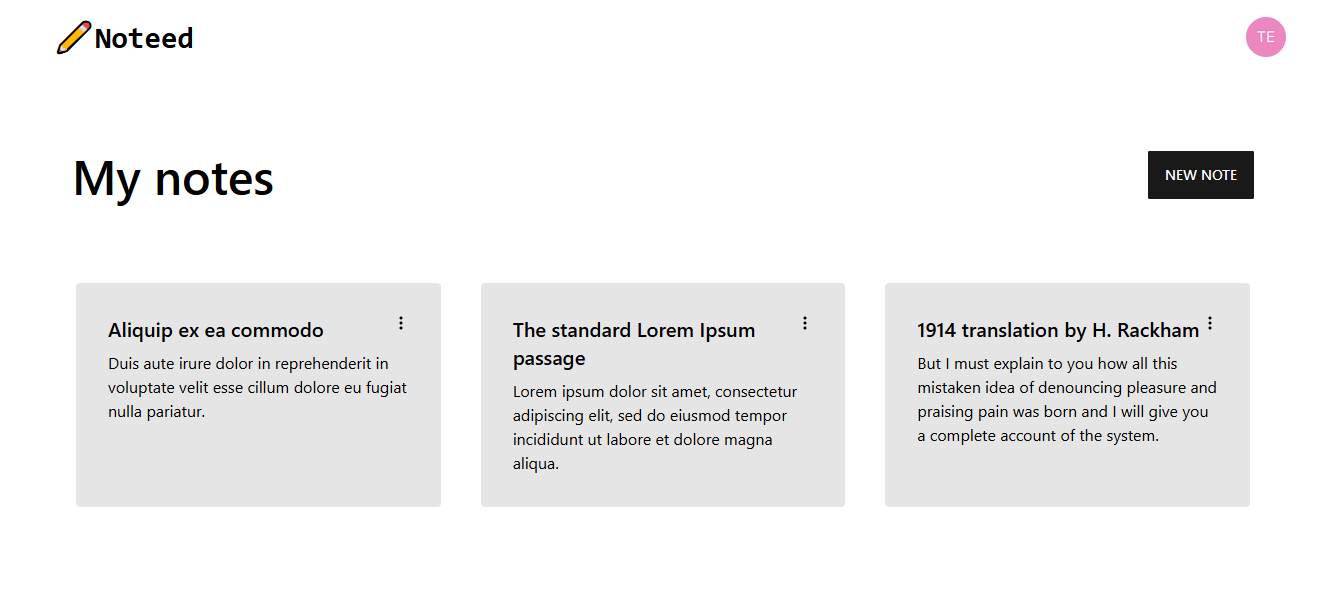 Noteed
TE
My notes
NEW NOTE
Aliquip ex ea commodo
Duis aute irure dolor in reprehenderit in
voluptate velit esse cillum dolore eu fugiat
nulla pariatur.
The standard Lorem Ipsum
passage
Lorem ipsum dolor sit amet, consectetur
adipiscing elit, sed do eiusmod tempor
incididunt ut labore et dolore magna
aliqua.
1914 translation by H. Rackham
But I must explain to you how all this
mistaken idea of denouncing pleasure and
praising pain was born and I will give you
a complete account of the system.